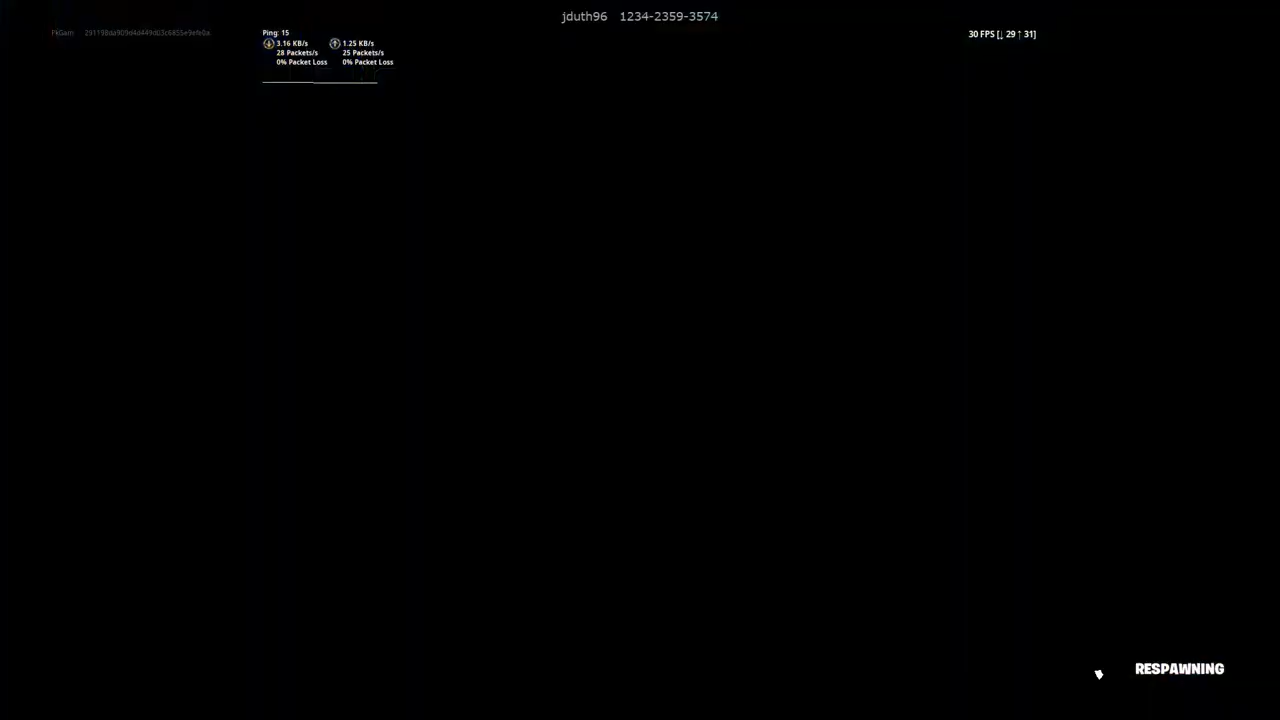 jduth96 1234-2359-3574
Ping: 15
3.16 KB/s 1.25 KB/s
28 Packets/s 25 Packets/s
0% Packet Loss 0% Packet Loss
30 FPS [↓ 29 ↑ 31]
RESPAWNING